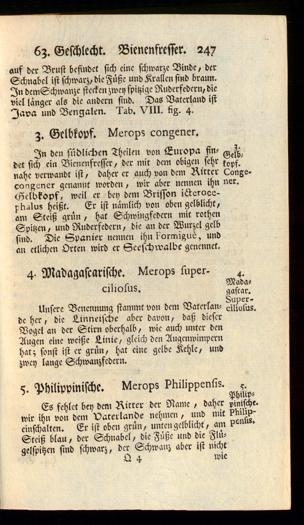 63. Geschlecht. Bienenfresser. 247
auf der Brust befindet sich eine schwarze Binde, der
Schnabel ist schwarz, die Füße und Krallen sind braun.
In dem Schwanze stecken zwey spitzige Ruderfedern, die
viel länger als die andern sind. Das Vaterland ist
Java und Bengalen. Tab. VIII. fig. 4.
3. Gelbkopf. Merops congener.
3.
Gelb-
kopf.
Conge-
ner.
In den südlichen Theilen von Europa fin-
det sich ein Bienenfresser, der mit dem obigen sehr
nahe verwandt ist, daher er auch von dem Ritter
congener genannt worden, wir aber nennen ihn
Gelbkopf, weil er bey dem Brisson icteroce-
phalus heißt. Er ist nämlich von oben gelblicht,
am Steiß grün, hat Schwingfedern mit rothen
Spitzen, und Ruderfedern, die an der Wurzel gelb
sind. Die Spanier nennen ihn Formigué, und
an etlichen Orten wird er Seeschwalbe genennet.
4. Madagascarische. Merops super-
ciliosus.
4.
Mada-
gascar.
Super-
ciliosus.
Unsere Benennung stammt von dem Vaterlan-
de her, die Linneische aber davon, daß dieser
Vogel an der Stirn oberhalb, wie auch unter den
Augen eine weiße Linie, gleich den Augenwimpern
hat; sonst ist er grün, hat eine gelbe Kehle, und
zwey lange Schwanzfedern.
5. Philippinische. Merops Philippensis.
5.
Philip-
pinische.
Philip-
pensis.
Es fehlet bey dem Ritter der Name, daher
wir ihn von dem Vaterlande nehmen, und mit
einschalten. Er ist oben grün, unten gelblicht, am
Steiß blau, der Schnabel, die Füße und die Flü-
gelspitzen sind schwarz, der Schwanz aber ist nicht
Q 4 wie